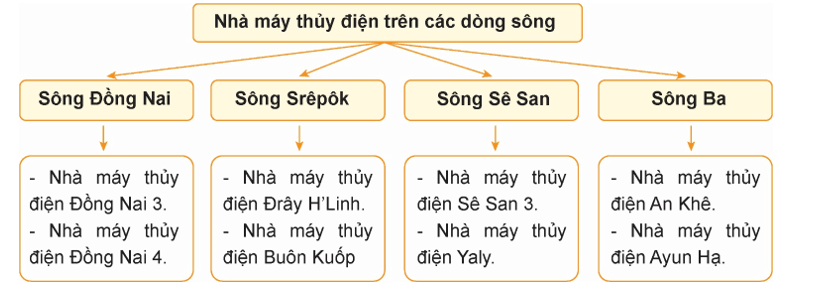 Nhà máy thủy điện trên các dòng sông
Sông Đồng Nai
Sông Srêpôk
Sông Sê San
Sông Ba
- Nhà máy thủy
điện Đồng Nai 3.
- Nhà máy thủy
điện Đồng Nai 4.
- Nhà máy thủy
điện Đrây H’Linh.
- Nhà máy thủy
điện Buôn Kuốp
- Nhà máy thủy
điện Sê San 3.
- Nhà máy thủy
điện Yaly.
- Nhà máy thủy
điện An Khê.
- Nhà máy thủy
điện Ayun Hạ.